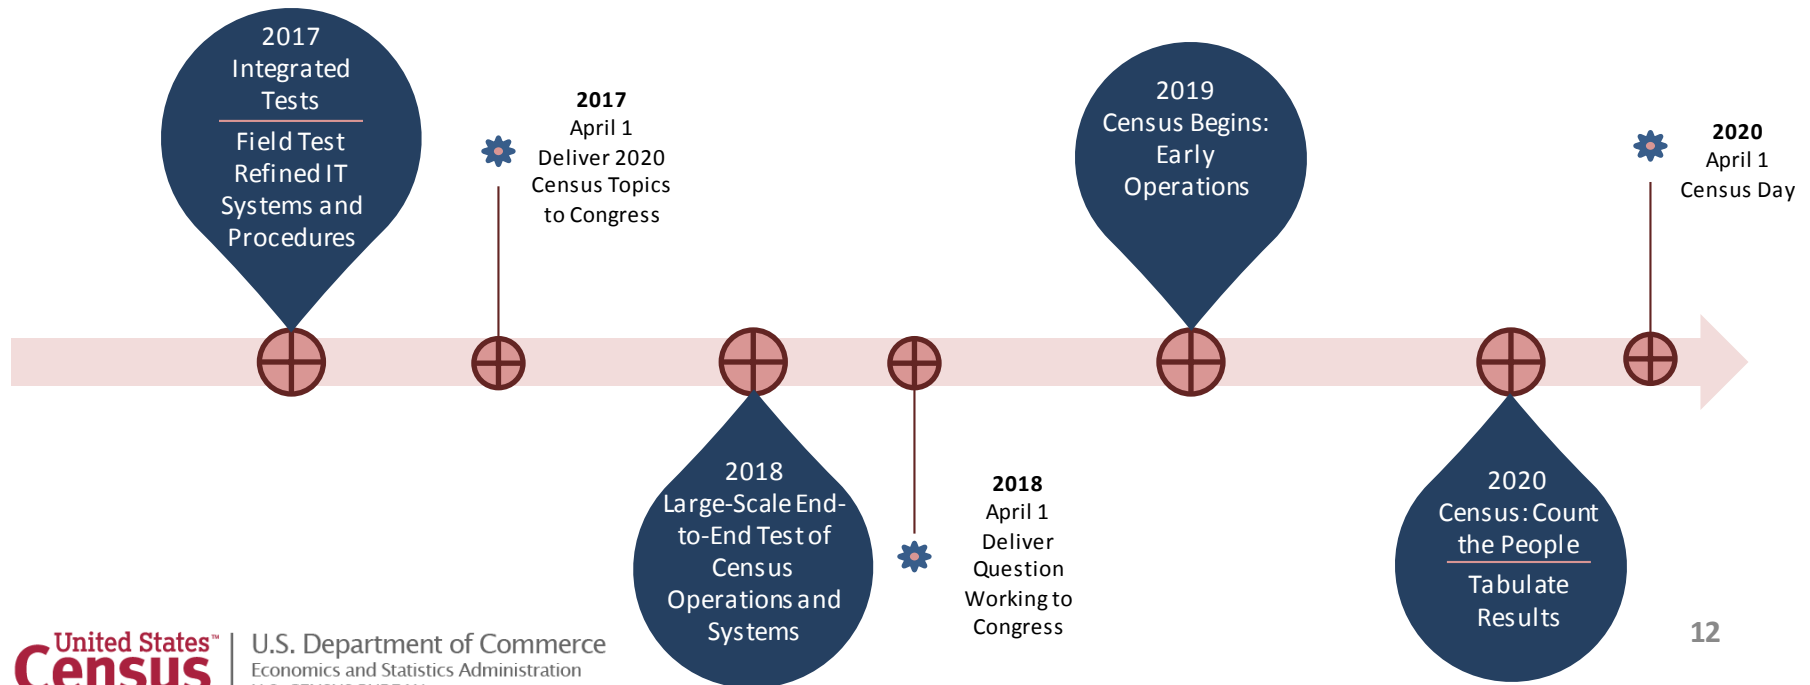 2017
Integrated
Tests
Field Test
Refined IT
Systems and
Procedures
2017
April 1
Deliver 2020
Census Topics
to Congress
2018
Large-Scale End-
to-End Test of
Census
Operations and
Systems
2018
April 1
Deliver
Question
Working to
Congress
2019
Census Begins:
Early
Operations
2020
Census: Count
the People
Tabulate
Results
2020
April 1
Census Day
United States™
Census
U.S. Department of Commerce
Economics and Statistics Administration
12